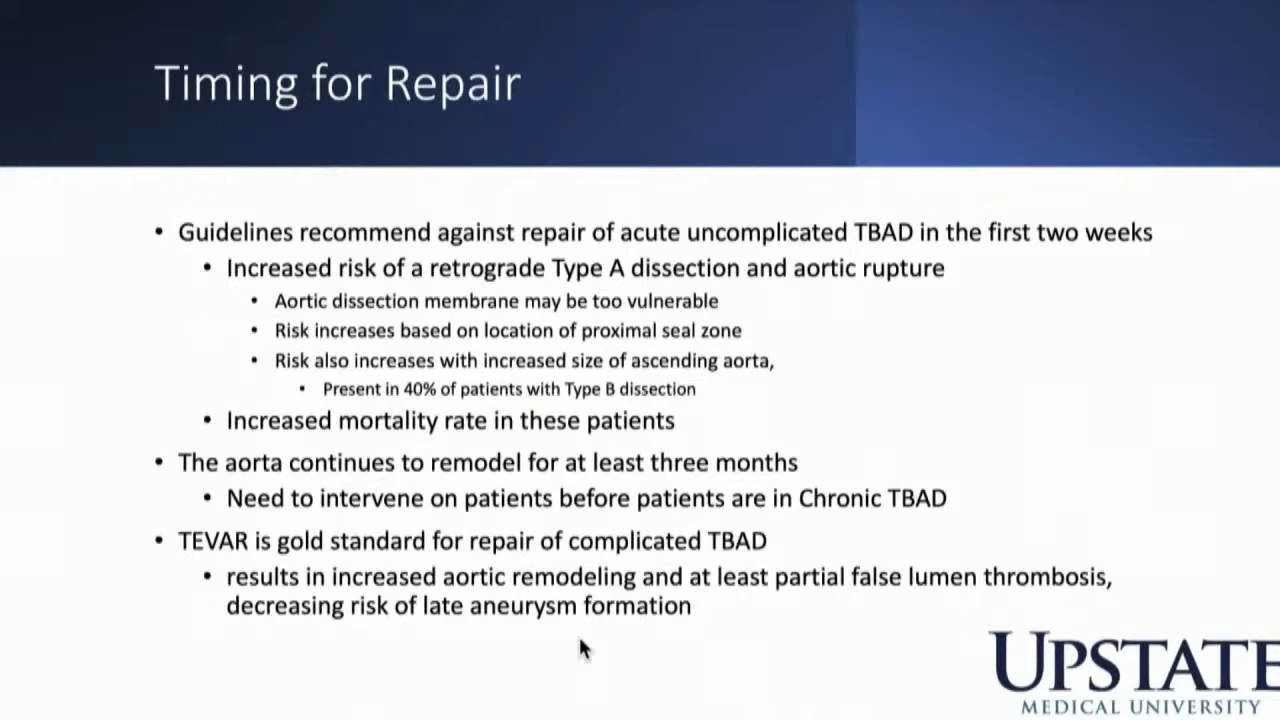 Timing for Repair
• Guidelines recommend against repair of acute uncomplicated TBAD in the first two weeks
• Increased risk of a retrograde Type A dissection and aortic rupture
• Aortic dissection membrane may be too vulnerable
• Risk increases based on location of proximal seal zone
• Risk also increases with increased size of ascending aorta,
• Present in 40% of patients with Type B dissection
• Increased mortality rate in these patients
• The aorta continues to remodel for at least three months
• Need to intervene on patients before patients are in Chronic TBAD
• TEVAR is gold standard for repair of complicated TBAD
• results in increased aortic remodeling and at least partial false lumen thrombosis,
decreasing risk of late aneurysm formation
UPSTATE
MEDICAL UNIVERSITY